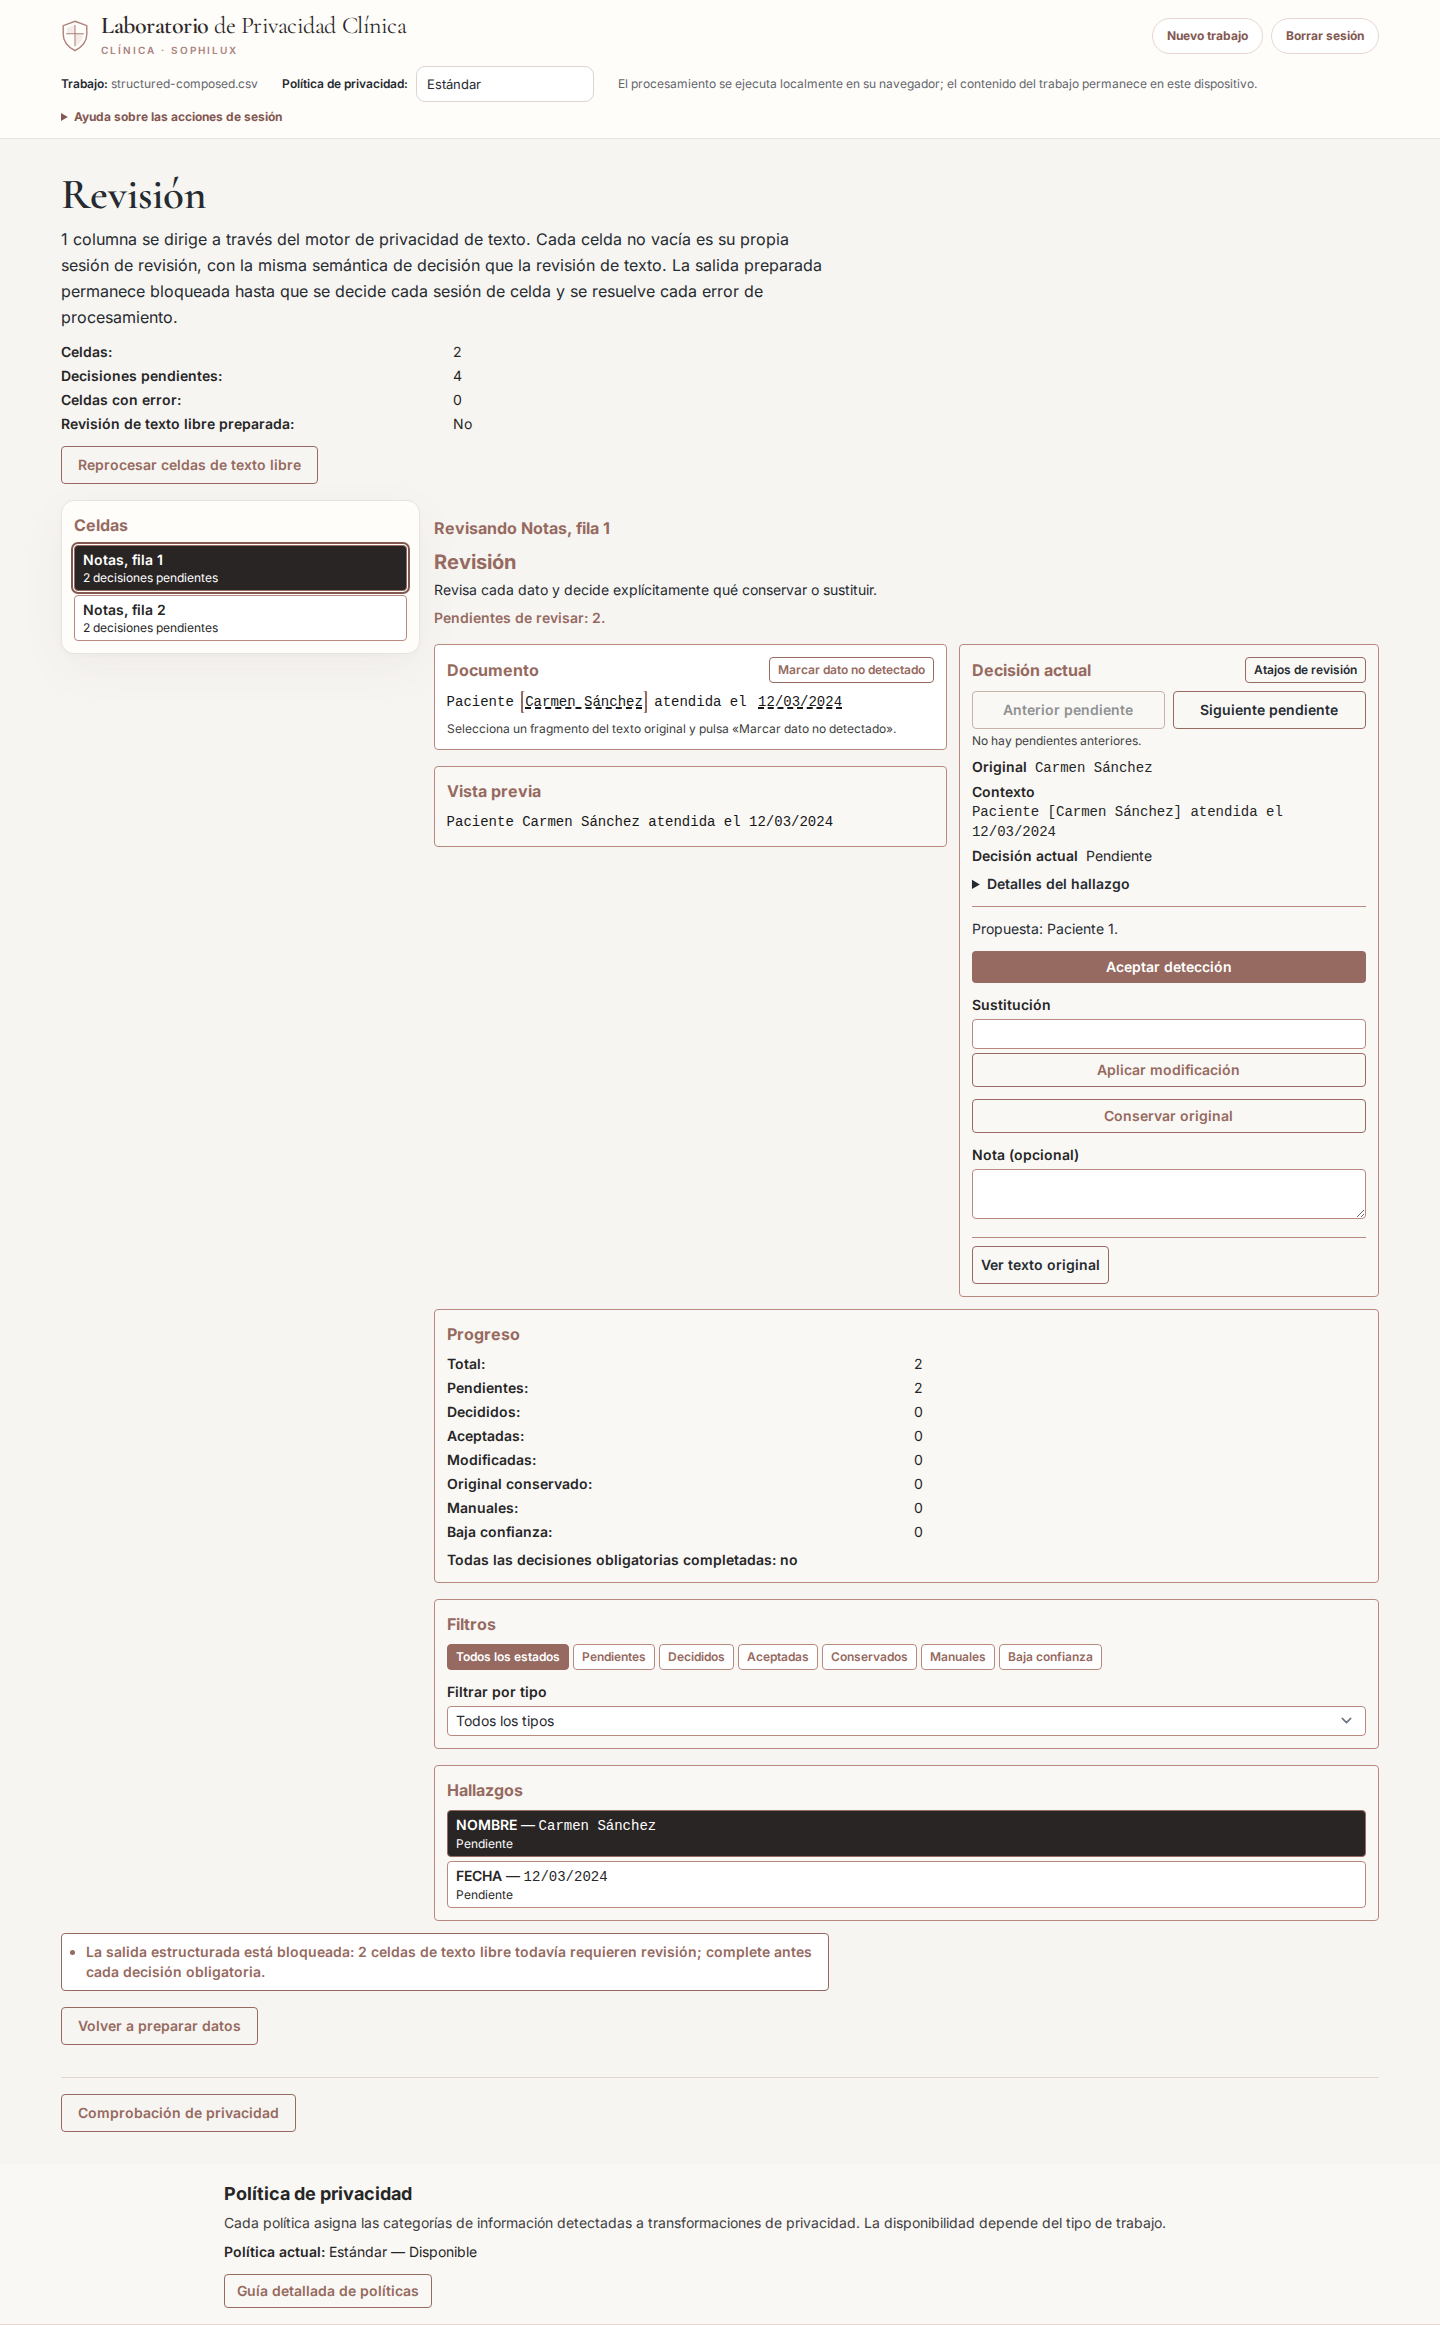 Laboratorio de Privacidad Clínica
CLÍNICA · SOPHILUX
Nuevo trabajo
Borrar sesión
Trabajo: structured-composed.csv
Política de privacidad: Estándar
El procesamiento se ejecuta localmente en su navegador; el contenido del trabajo permanece en este dispositivo.
Ayuda sobre las acciones de sesión
Revisión
1 columna se dirige a través del motor de privacidad de texto. Cada celda no vacía es su propia
sesión de revisión, con la misma semántica de decisión que la revisión de texto. La salida preparada
permanece bloqueada hasta que se decide cada sesión de celda y se resuelve cada error de
procesamiento.
Celdas: 2
Decisiones pendientes: 4
Celdas con error: 0
Revisión de texto libre preparada: No
Reprocesar celdas de texto libre
Celdas
Notas, fila 1
2 decisiones pendientes
Notas, fila 2
2 decisiones pendientes
Revisando Notas, fila 1
Revisión
Revisa cada dato y decide explícitamente qué conservar o sustituir.
Pendientes de revisar: 2.
Documento
Marcar dato no detectado
Paciente Carmen Sánchez atendida el 12/03/2024
Selecciona un fragmento del texto original y pulsa «Marcar dato no detectado».
Vista previa
Paciente Carmen Sánchez atendida el 12/03/2024
Decisión actual
Atajos de revisión
Anterior pendiente
Siguiente pendiente
No hay pendientes anteriores.
Original Carmen Sánchez
Contexto
Paciente [Carmen Sánchez] atendida el
12/03/2024
Decisión actual Pendiente
Detalles del hallazgo
Propuesta: Paciente 1.
Aceptar detección
Sustitución
Aplicar modificación
Conservar original
Nota (opcional)
Ver texto original
Progreso
Total: 2
Pendientes: 2
Decididos: 0
Aceptadas: 0
Modificadas: 0
Original conservado: 0
Manuales: 0
Baja confianza: 0
Todas las decisiones obligatorias completadas: no
Filtros
Todos los estados
Pendientes
Decididos
Aceptadas
Conservados
Manuales
Baja confianza
Filtrar por tipo
Todos los tipos
Hallazgos
NOMBRE — Carmen Sánchez
Pendiente
FECHA — 12/03/2024
Pendiente
• La salida estructurada está bloqueada: 2 celdas de texto libre todavía requieren revisión; complete antes
cada decisión obligatoria.
Volver a preparar datos
Comprobación de privacidad
Política de privacidad
Cada política asigna las categorías de información detectadas a transformaciones de privacidad. La disponibilidad depende del tipo de trabajo.
Política actual: Estándar — Disponible
Guía detallada de políticas